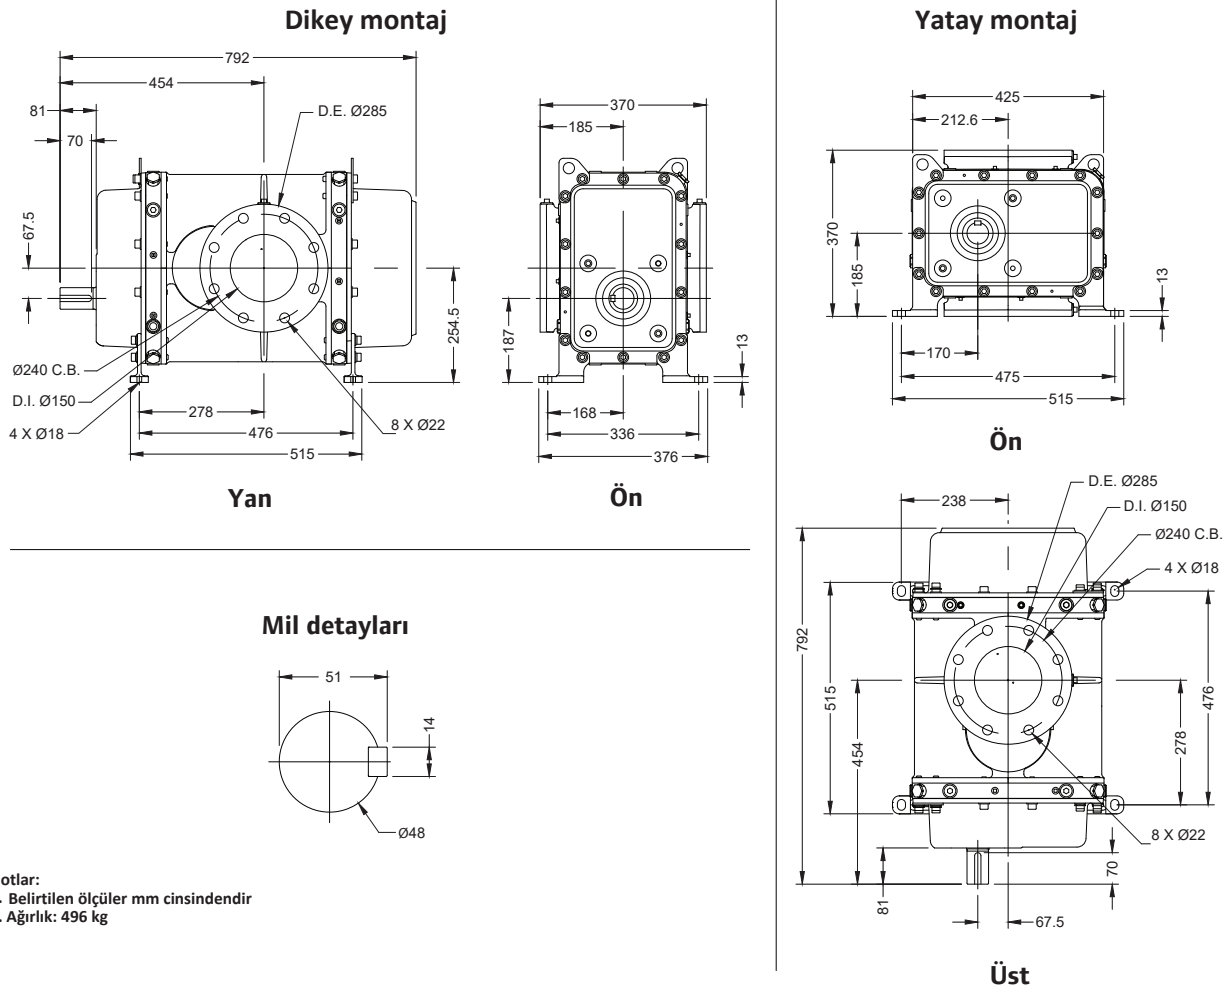 Dikey montaj
792
454
81
70
D.E. Ø285
67.5
254.5
Ø240 C.B.
D.I. Ø150
4 X Ø18
278
476
515
8 X Ø22
Yan
370
185
187
13
168
336
376
Ön
Yatay montaj
425
212.6
370
185
13
170
475
515
Ön
238
D.E. Ø285
D.I. Ø150
Ø240 C.B.
4 X Ø18
792
515
454
476
278
8 X Ø22
70
81
67.5
Üst
Mil detayları
51
14
Ø48
otlar:
. Belirtilen ölçüler mm cinsindendir
. Ağırlık: 496 kg